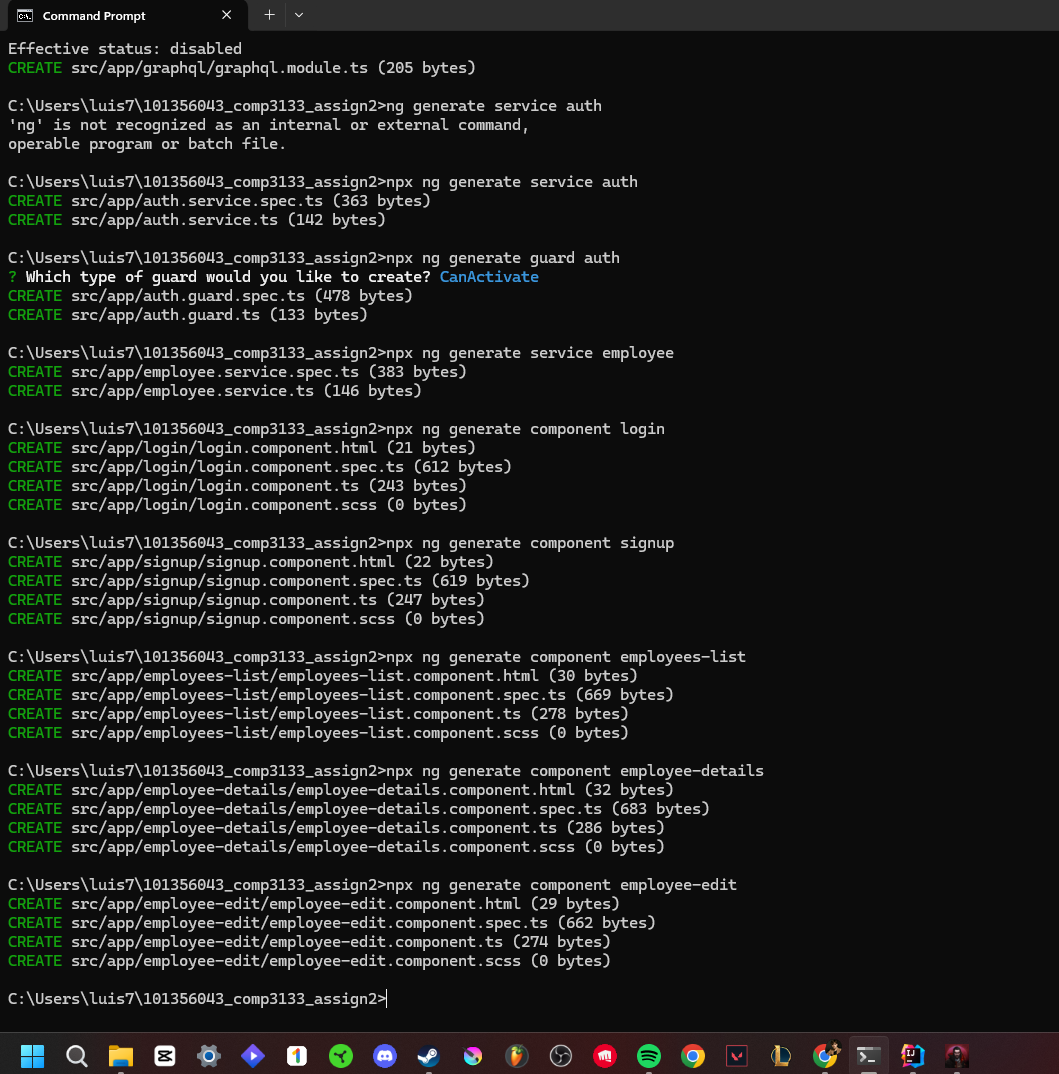 Command Prompt
Effective status: disabled
CREATE src/app/graphql/graphql.module.ts (205 bytes)
C:\Users\luis7\101356043_comp3133_assign2>ng generate service auth
'ng' is not recognized as an internal or external command,
operable program or batch file.
C:\Users\luis7\101356043_comp3133_assign2>npx ng generate service auth
CREATE src/app/auth.service.spec.ts (363 bytes)
CREATE src/app/auth.service.ts (142 bytes)
C:\Users\luis7\101356043_comp3133_assign2>npx ng generate guard auth
? Which type of guard would you like to create? CanActivate
CREATE src/app/auth.guard.spec.ts (478 bytes)
CREATE src/app/auth.guard.ts (133 bytes)
C:\Users\luis7\101356043_comp3133_assign2>npx ng generate service employee
CREATE src/app/employee.service.spec.ts (383 bytes)
CREATE src/app/employee.service.ts (146 bytes)
C:\Users\luis7\101356043_comp3133_assign2>npx ng generate component login
CREATE src/app/login/login.component.html (21 bytes)
CREATE src/app/login/login.component.spec.ts (612 bytes)
CREATE src/app/login/login.component.ts (243 bytes)
CREATE src/app/login/login.component.scss (0 bytes)
C:\Users\luis7\101356043_comp3133_assign2>npx ng generate component signup
CREATE src/app/signup/signup.component.html (22 bytes)
CREATE src/app/signup/signup.component.spec.ts (619 bytes)
CREATE src/app/signup/signup.component.ts (247 bytes)
CREATE src/app/signup/signup.component.scss (0 bytes)
C:\Users\luis7\101356043_comp3133_assign2>npx ng generate component employees-list
CREATE src/app/employees-list/employees-list.component.html (30 bytes)
CREATE src/app/employees-list/employees-list.component.spec.ts (669 bytes)
CREATE src/app/employees-list/employees-list.component.ts (278 bytes)
CREATE src/app/employees-list/employees-list.component.scss (0 bytes)
C:\Users\luis7\101356043_comp3133_assign2>npx ng generate component employee-details
CREATE src/app/employee-details/employee-details.component.html (32 bytes)
CREATE src/app/employee-details/employee-details.component.spec.ts (683 bytes)
CREATE src/app/employee-details/employee-details.component.ts (286 bytes)
CREATE src/app/employee-details/employee-details.component.scss (0 bytes)
C:\Users\luis7\101356043_comp3133_assign2>npx ng generate component employee-edit
CREATE src/app/employee-edit/employee-edit.component.html (29 bytes)
CREATE src/app/employee-edit/employee-edit.component.spec.ts (662 bytes)
CREATE src/app/employee-edit/employee-edit.component.ts (274 bytes)
CREATE src/app/employee-edit/employee-edit.component.scss (0 bytes)
C:\Users\luis7\101356043_comp3133_assign2>